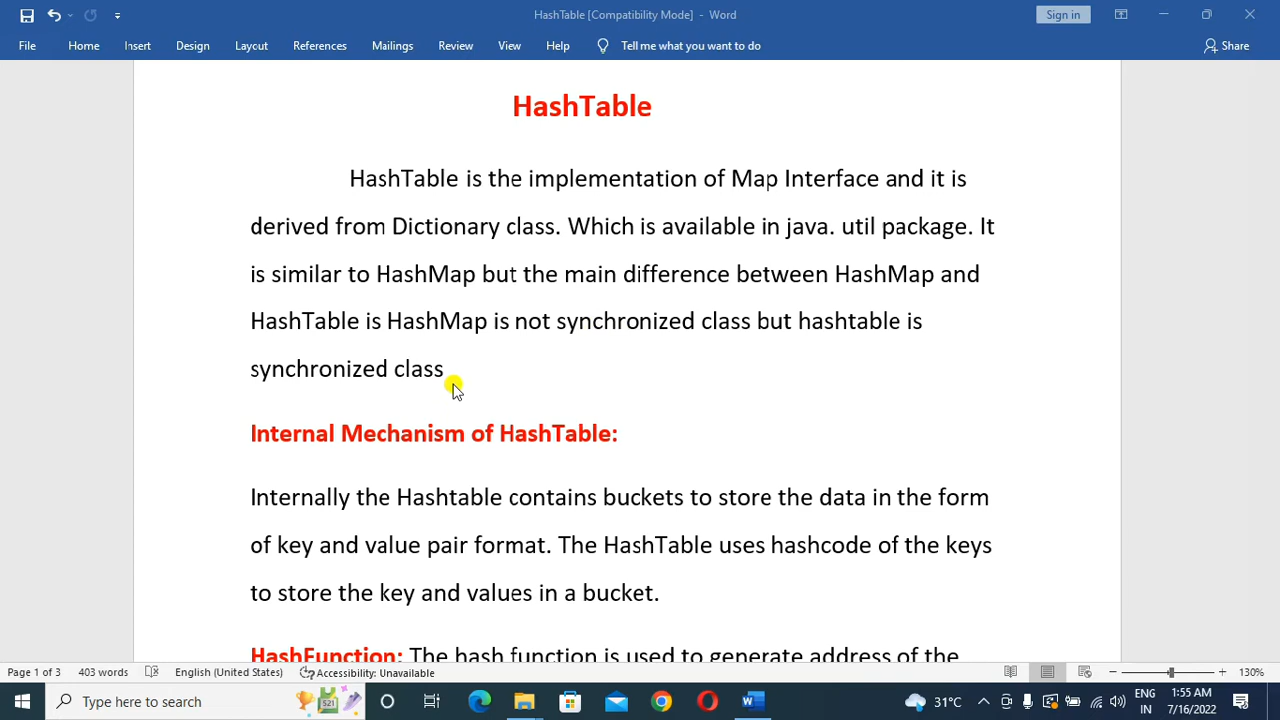 HashTable [Compatibility Mode] - Word
Sign in
File Home Insert Design Layout References Mailings Review View Help Tell me what you want to do Share
HashTable
HashTable is the implementation of Map Interface and it is
derived from Dictionary class. Which is available in java. util package. It
is similar to HashMap but the main difference between HashMap and
HashTable is HashMap is not synchronized class but hashtable is
synchronized class
Internal Mechanism of HashTable:
Internally the Hashtable contains buckets to store the data in the form
of key and value pair format. The HashTable uses hashcode of the keys
to store the key and values in a bucket.
HashFunction: The hash function is used to generate address of the
Page 1 of 3 403 words English (United States) Accessibility: Unavailable 130%
Type here to search
31°C
ENG
IN
1:55 AM
7/16/2022